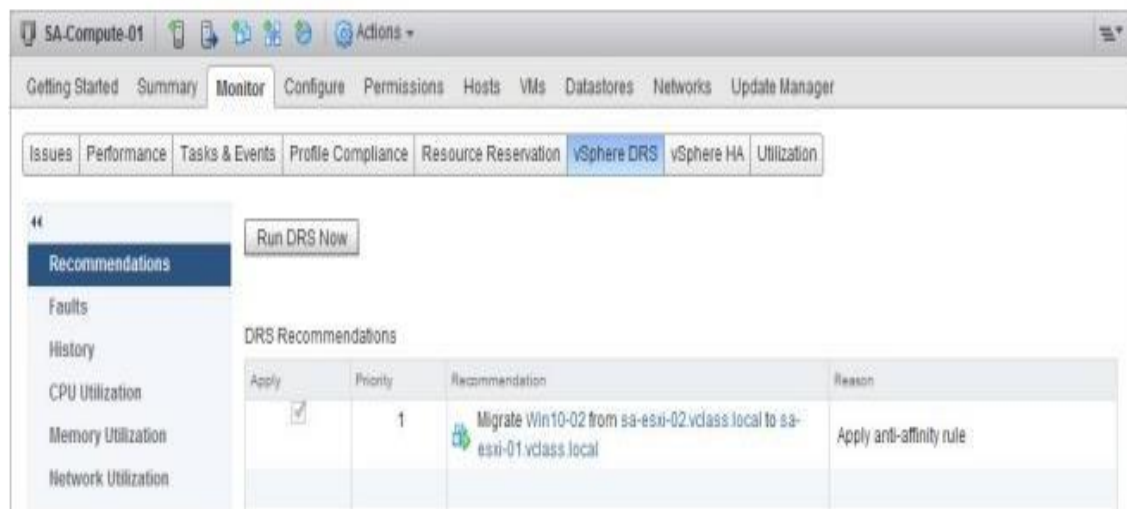 SA-Compute-01 Actions
Getting Started Summary Monitor Configure Permissions Hosts VMs Datastores Networks Update Manager
Issues Performance Tasks & Events Profile Compliance Resource Reservation vSphere DRS vSphere HA Utilization
Run DRS Now
Recommendations
Faults
History
CPU Utilization
Memory Utilization
Network Utilization
DRS Recommendations
Apply Priority Recommendation Reason
1 Migrate Win10-02 from sa-esxi-02.vclass.local to sa-
esxi-01.vclass.local
Apply anti-affinity rule